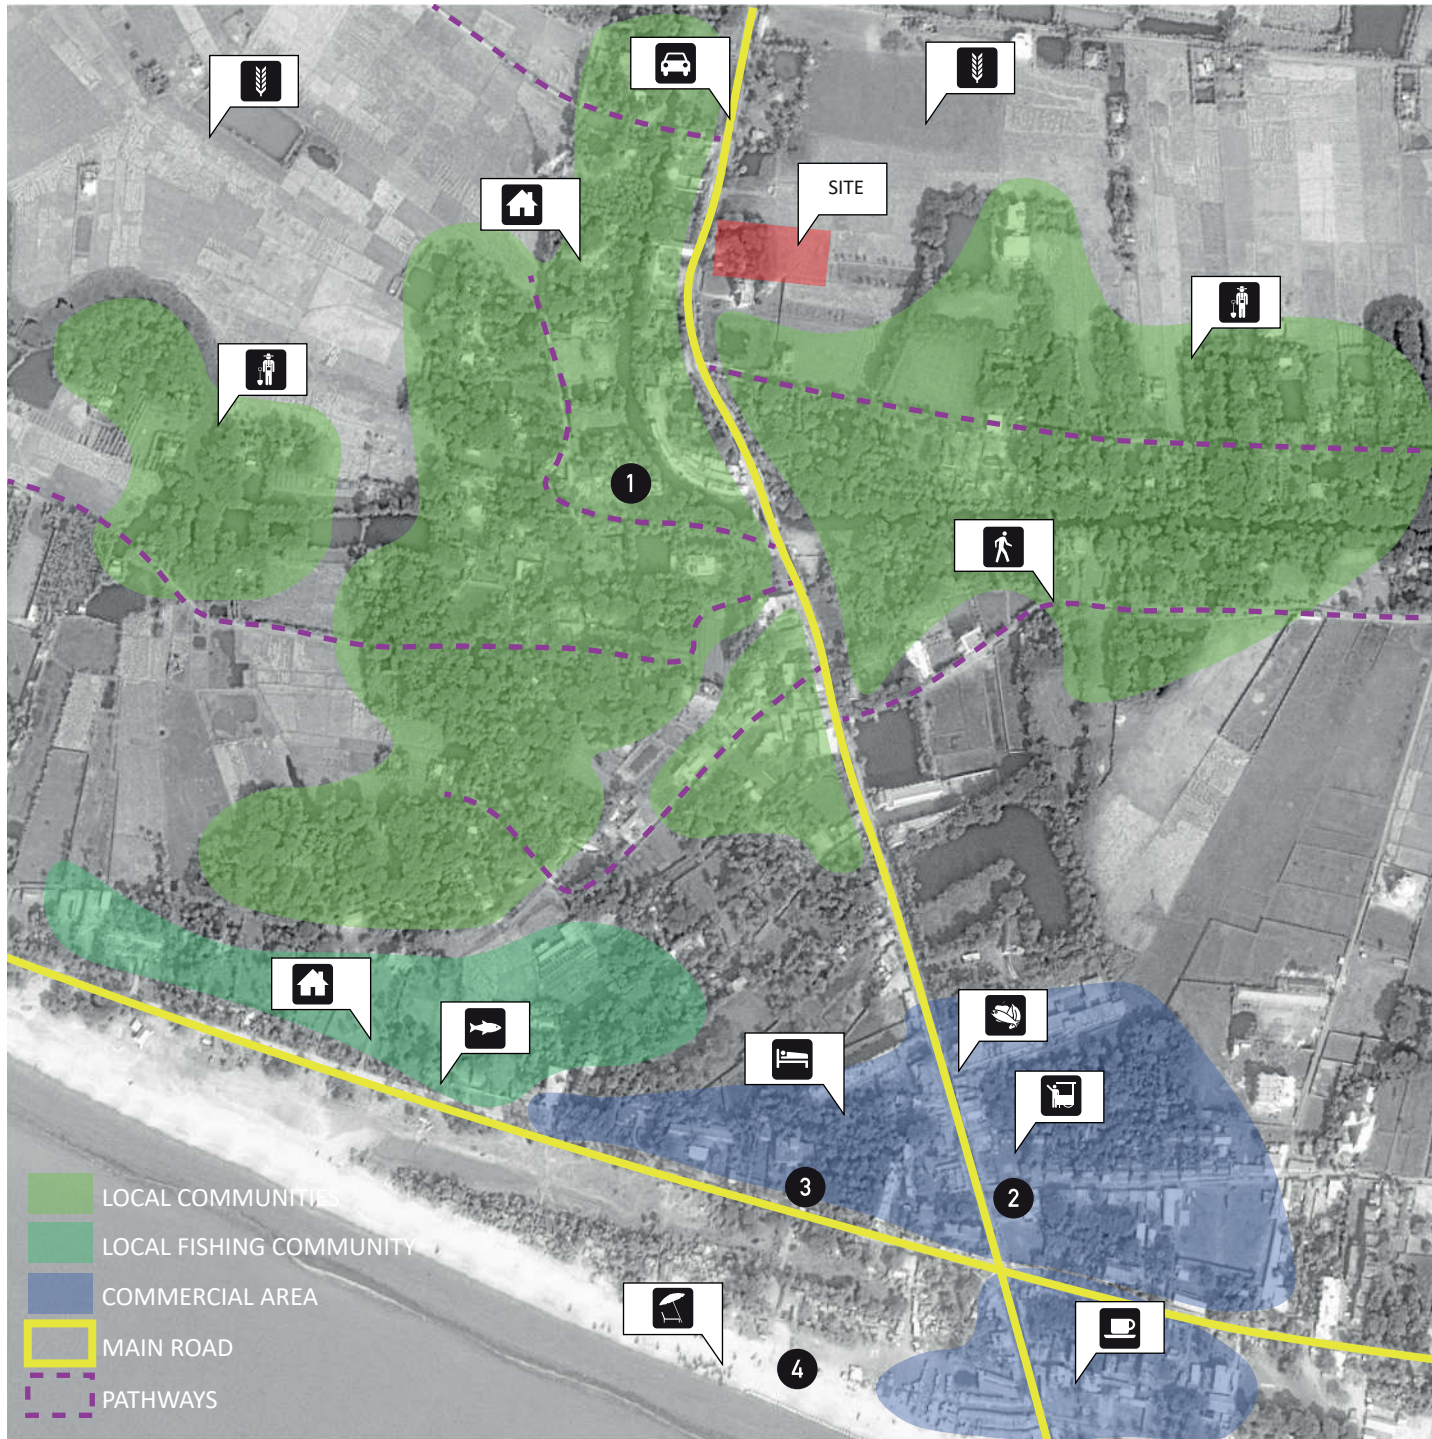 SITE
1
3
2
4
LOCAL COMMUNITIES
LOCAL FISHING COMMUNITY
COMMERCIAL AREA
MAIN ROAD
PATHWAYS